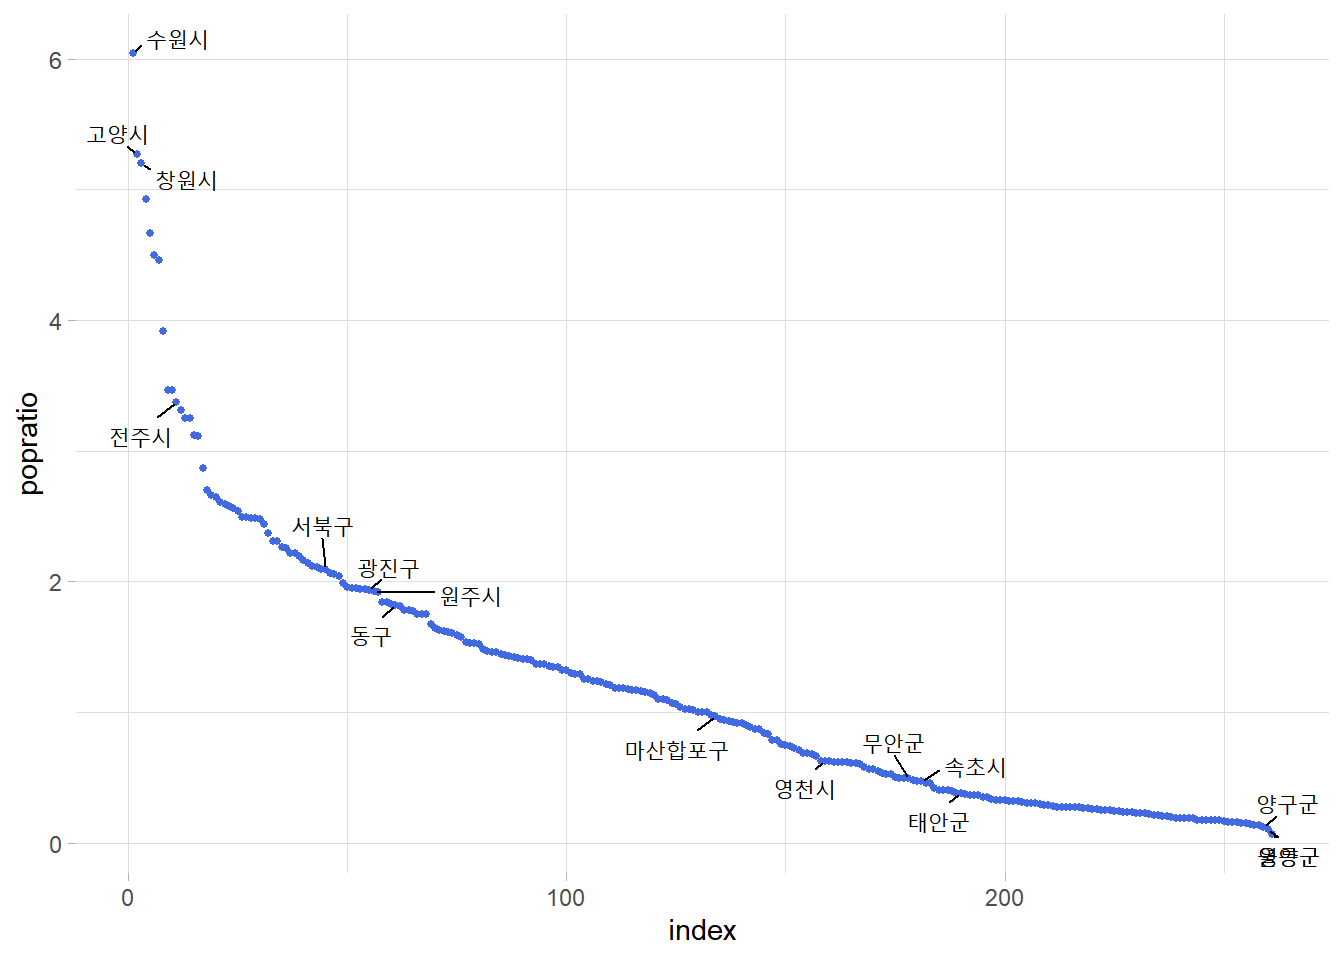 수원시
6
고양시
창원시
4
전주시
popratio
서북구
광진구
2
원주시
동구
마산합포구
무안군
속초시
영천시
양구군
태안군
0
0
100
200
index